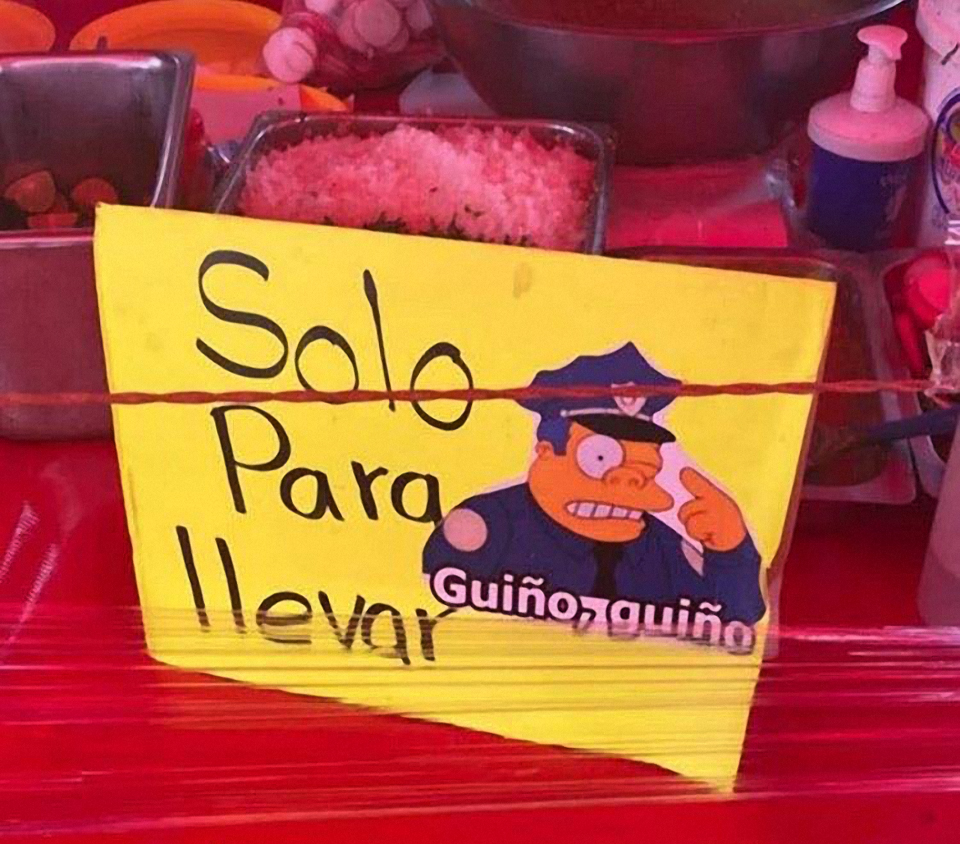 Solo
Para
llevar
Guiño, guiño